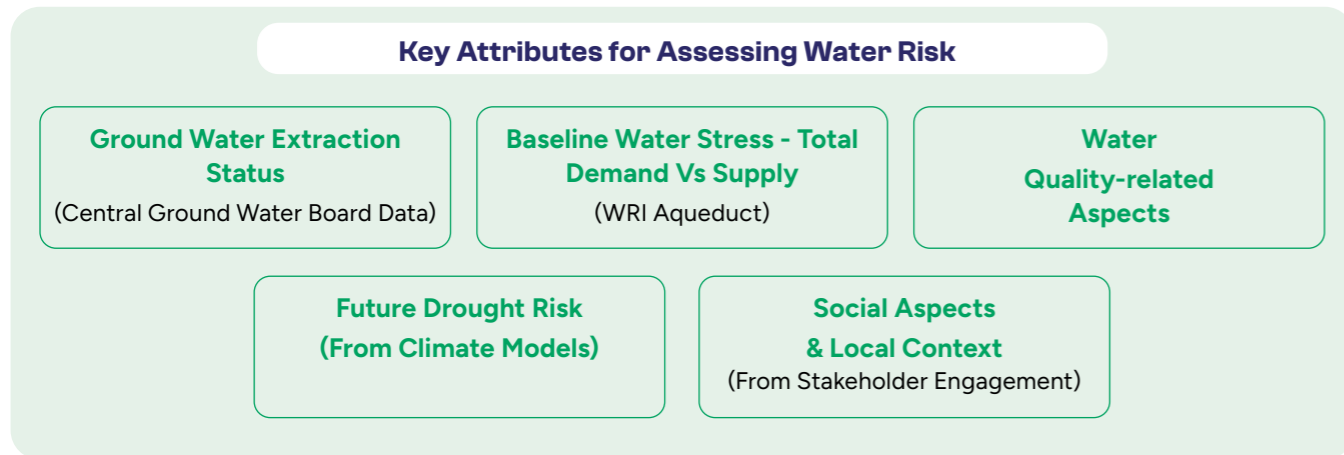 Key Attributes for Assessing Water Risk
Ground Water Extraction
Status
(Central Ground Water Board Data)
Baseline Water Stress - Total
Demand Vs Supply
(WRI Aqueduct)
Water
Quality-related
Aspects
Future Drought Risk
(From Climate Models)
Social Aspects
& Local Context
(From Stakeholder Engagement)